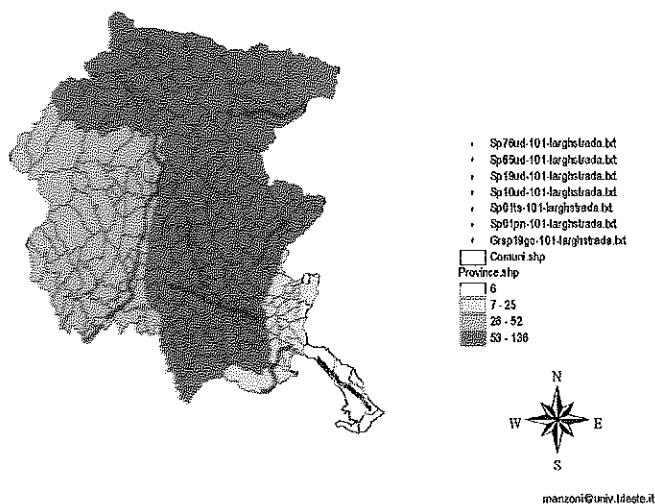 Sp76ud-101-larghstrada.txt
Sp65ud-101-larghstrada.txt
Sp19ud-101-larghstrada.txt
Sp10ud-101-larghstrada.txt
Sp01ts-101-larghstrada.txt
Sp01pn-101-larghstrada.txt
Grsp19go-101-larghstrada.txt
Comuni.shp
Province.shp
6
7 - 25
26 - 52
53 - 136
N
W E
S
manzoni@univ.trieste.it